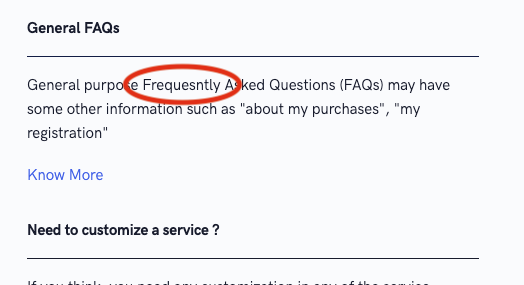 General FAQs
General purpose Frequesntly Asked Questions (FAQs) may have
some other information such as "about my purchases", "my
registration"
Know More
Need to customize a service ?
If you think, you need any customization in any of the service